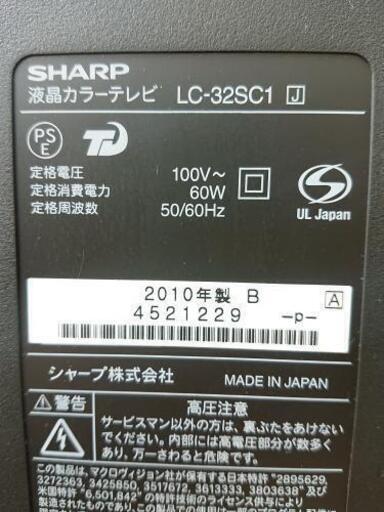 SHARP
液晶カラーテレビ LC-32SC1 J
PS
E
定格電圧 100V～
定格消費電力 60W
定格周波数 50/60Hz
UL Japan
2010年製 B A
4521229 -p-
シャープ株式会社 MADE IN JAPAN
⚠警告 高圧注意
サービスマン以外の方は、裏ぶたをあけない
でください。内部には高電圧部分が数多く
あり、万一さわると危険です。
この製品は、マクロヴィジョン社が保有する日本特許 "2895629,
3272363, 3425850, 3517672, 3613333, 3803638"及び
米国特許 "6,501,842" の特許技術のライセンス供与により